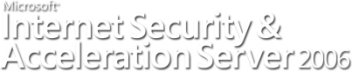 Microsoft®
Internet Security &
Acceleration Server 2006